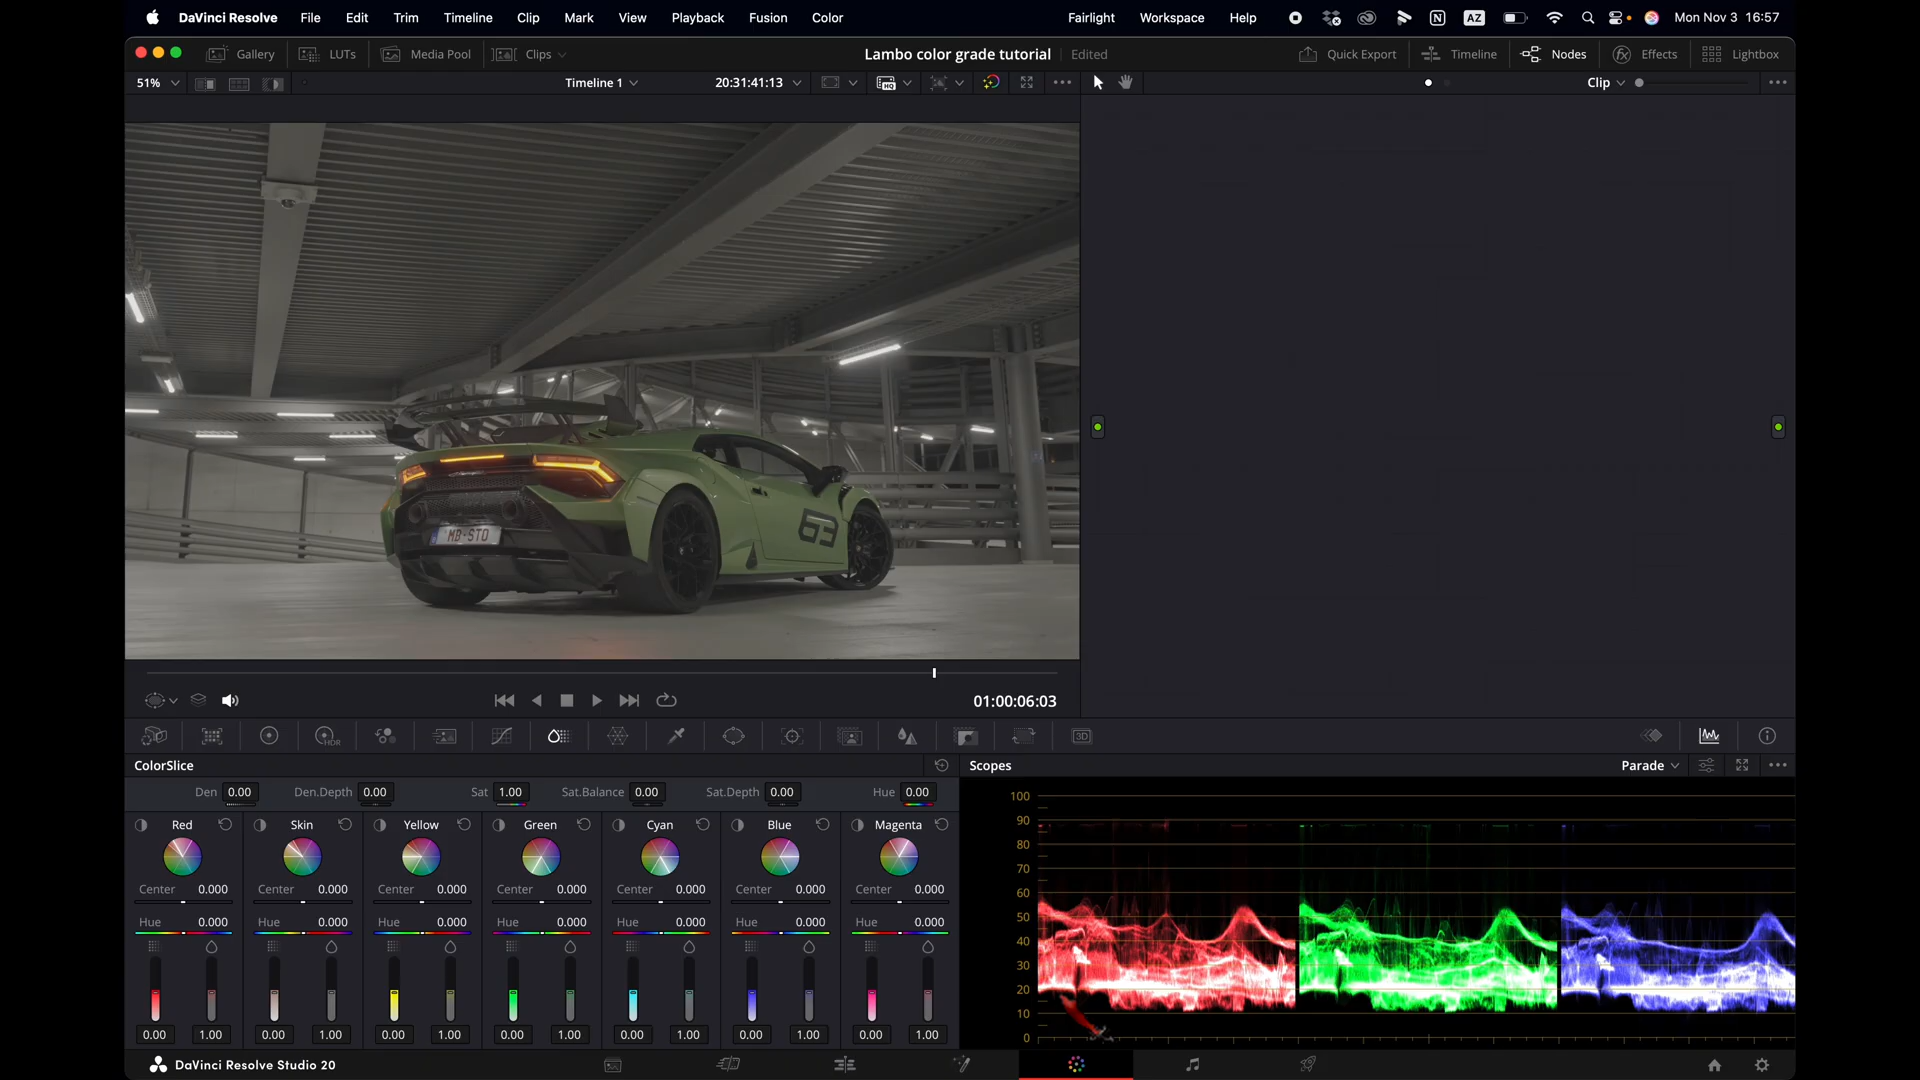 DaVinci Resolve File Edit Trim Timeline Clip Mark View Playback Fusion Color Fairlight Workspace Help AZ Mon Nov 3 16:57
Gallery LUTs Media Pool Clips Lambo color grade tutorial Edited Quick Export Timeline Nodes Effects Lightbox
51% Timeline 1 20:31:41:13 HQ Clip
63
MB-STO
01:00:06:03
HDR 3D
ColorSlice Scopes Parade
Den 0.00 Den.Depth 0.00 Sat 1.00 Sat.Balance 0.00 Sat.Depth 0.00 Hue 0.00
Red Skin Yellow Green Cyan Blue Magenta
Center 0.000 Center 0.000 Center 0.000 Center 0.000 Center 0.000 Center 0.000 Center 0.000
Hue 0.000 Hue 0.000 Hue 0.000 Hue 0.000 Hue 0.000 Hue 0.000 Hue 0.000
0.00 1.00 0.00 1.00 0.00 1.00 0.00 1.00 0.00 1.00 0.00 1.00 0.00 1.00
100
90
80
70
60
50
40
30
20
10
0
DaVinci Resolve Studio 20